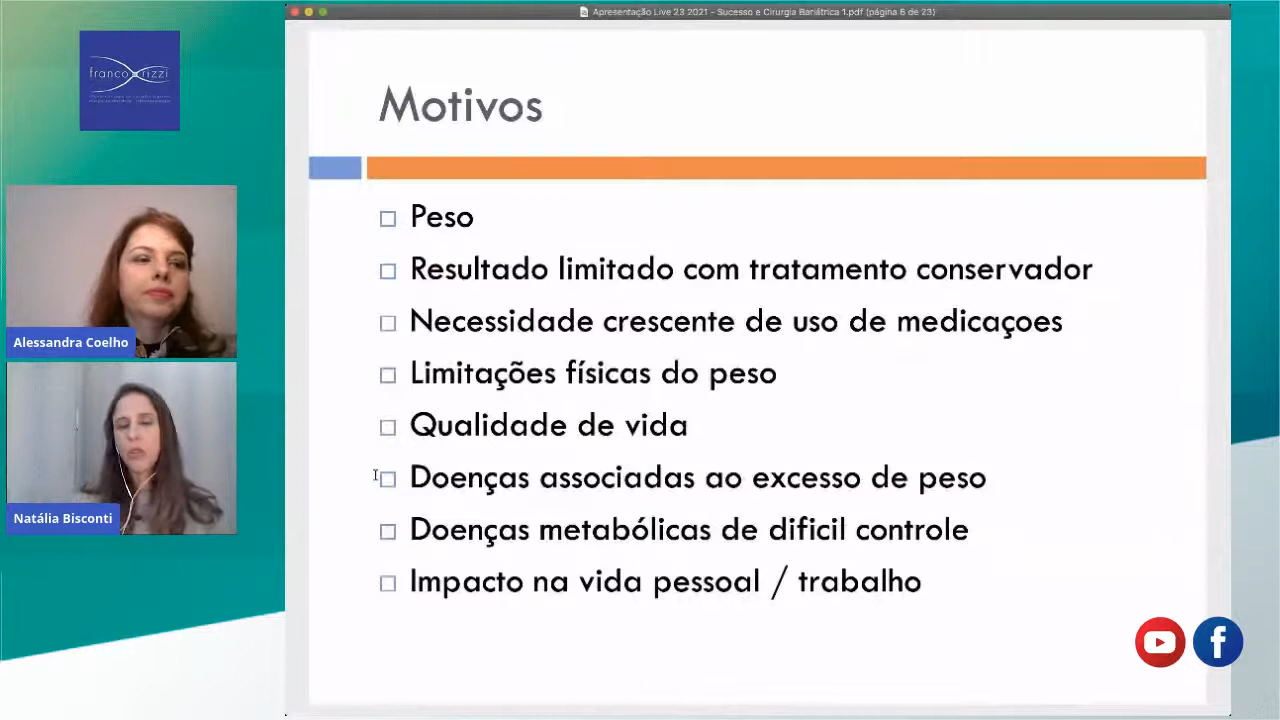 Apresentação Live 23 2021 - Sucesso e Cirurgia Bariátrica 1.pdf (página 6 de 23)
franco rizzi
Motivos
Peso
Resultado limitado com tratamento conservador
Necessidade crescente de uso de medicaçoes
Limitações físicas do peso
Qualidade de vida
Doenças associadas ao excesso de peso
Doenças metabólicas de dificil controle
Impacto na vida pessoal / trabalho
Alessandra Coelho
Natália Bisconti